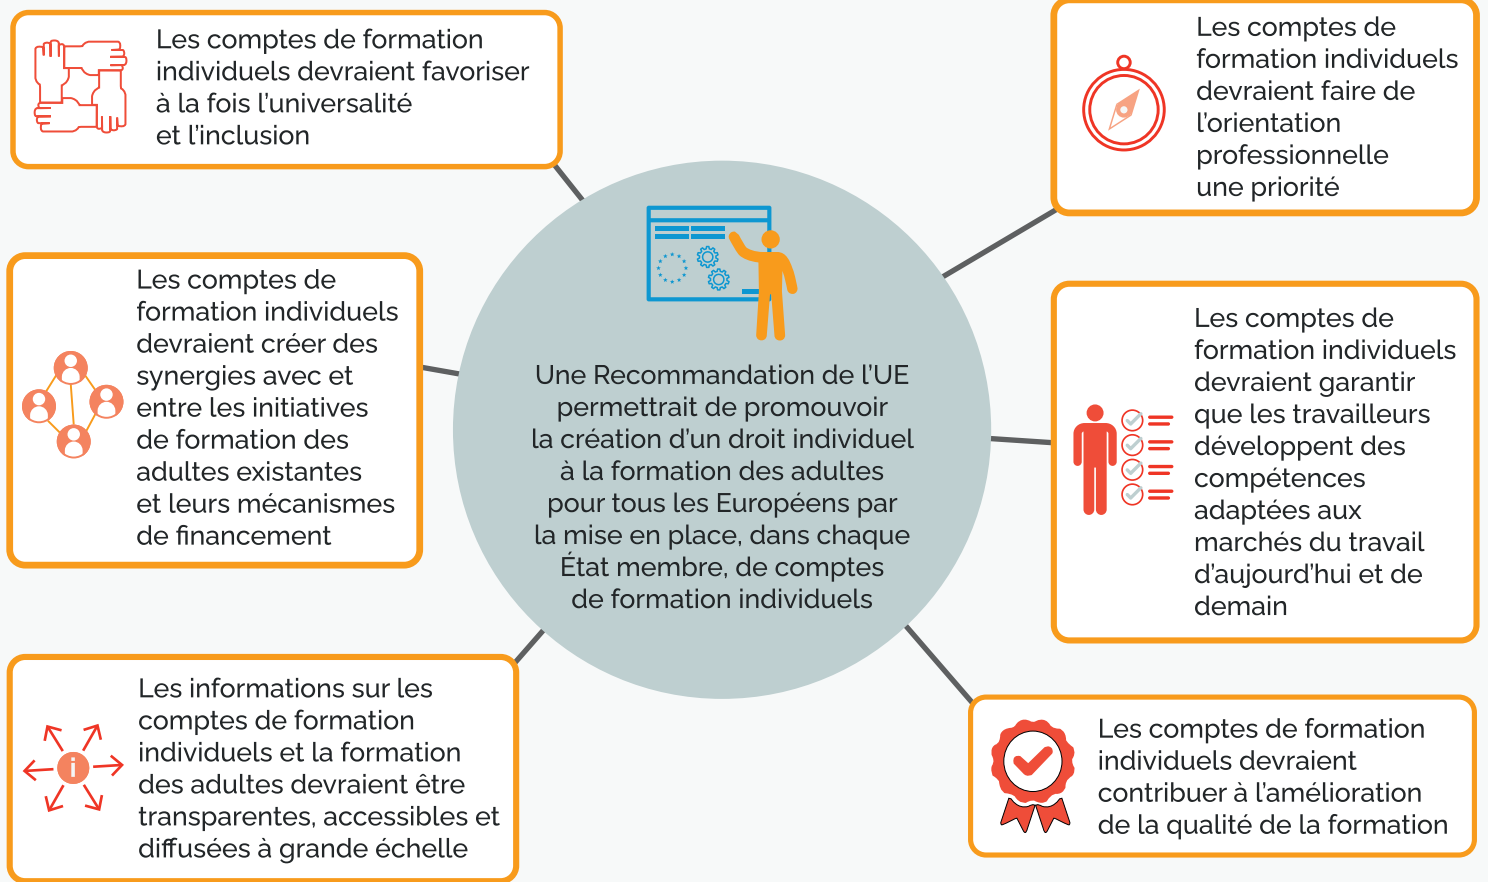 Les comptes de formation
individuels devraient favoriser
à la fois l’universalité
et l’inclusion
Les comptes de
formation individuels
devraient faire de
l’orientation
professionnelle
une priorité
Les comptes de
formation individuels
devraient créer des
synergies avec et
entre les initiatives
de formation des
adultes existantes
et leurs mécanismes
de financement
Une Recommandation de l’UE
permettrait de promouvoir
la création d’un droit individuel
à la formation des adultes
pour tous les Européens par
la mise en place, dans chaque
État membre, de comptes
de formation individuels
Les comptes de
formation individuels
devraient garantir
que les travailleurs
développent des
compétences
adaptées aux
marchés du travail
d’aujourd’hui et de
demain
Les informations sur les
comptes de formation
individuels et la formation
des adultes devraient être
transparentes, accessibles et
diffusées à grande échelle
i
Les comptes de formation
individuels devraient
contribuer à l’amélioration
de la qualité de la formation